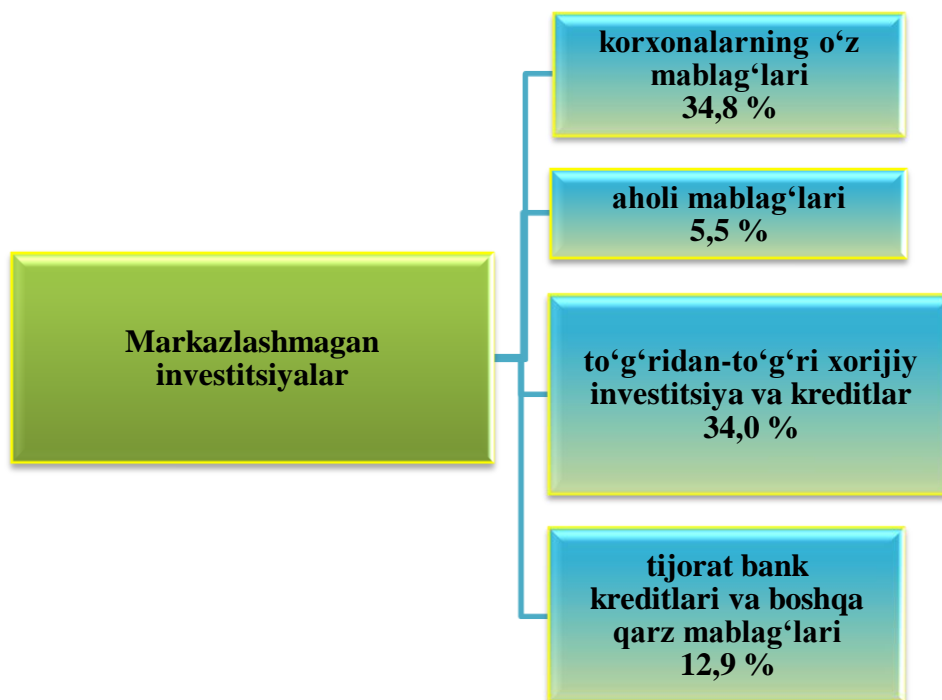 korxonalarning o‘z
mablag‘lari
34,8 %
aholi mablag‘lari
5,5 %
Markazlashmagan
investitsiyalar
to‘g‘ridan-to‘g‘ri xorijiy
investitsiya va kreditlar
34,0 %
tijorat bank
kreditlari va boshqa
qarz mablag‘lari
12,9 %